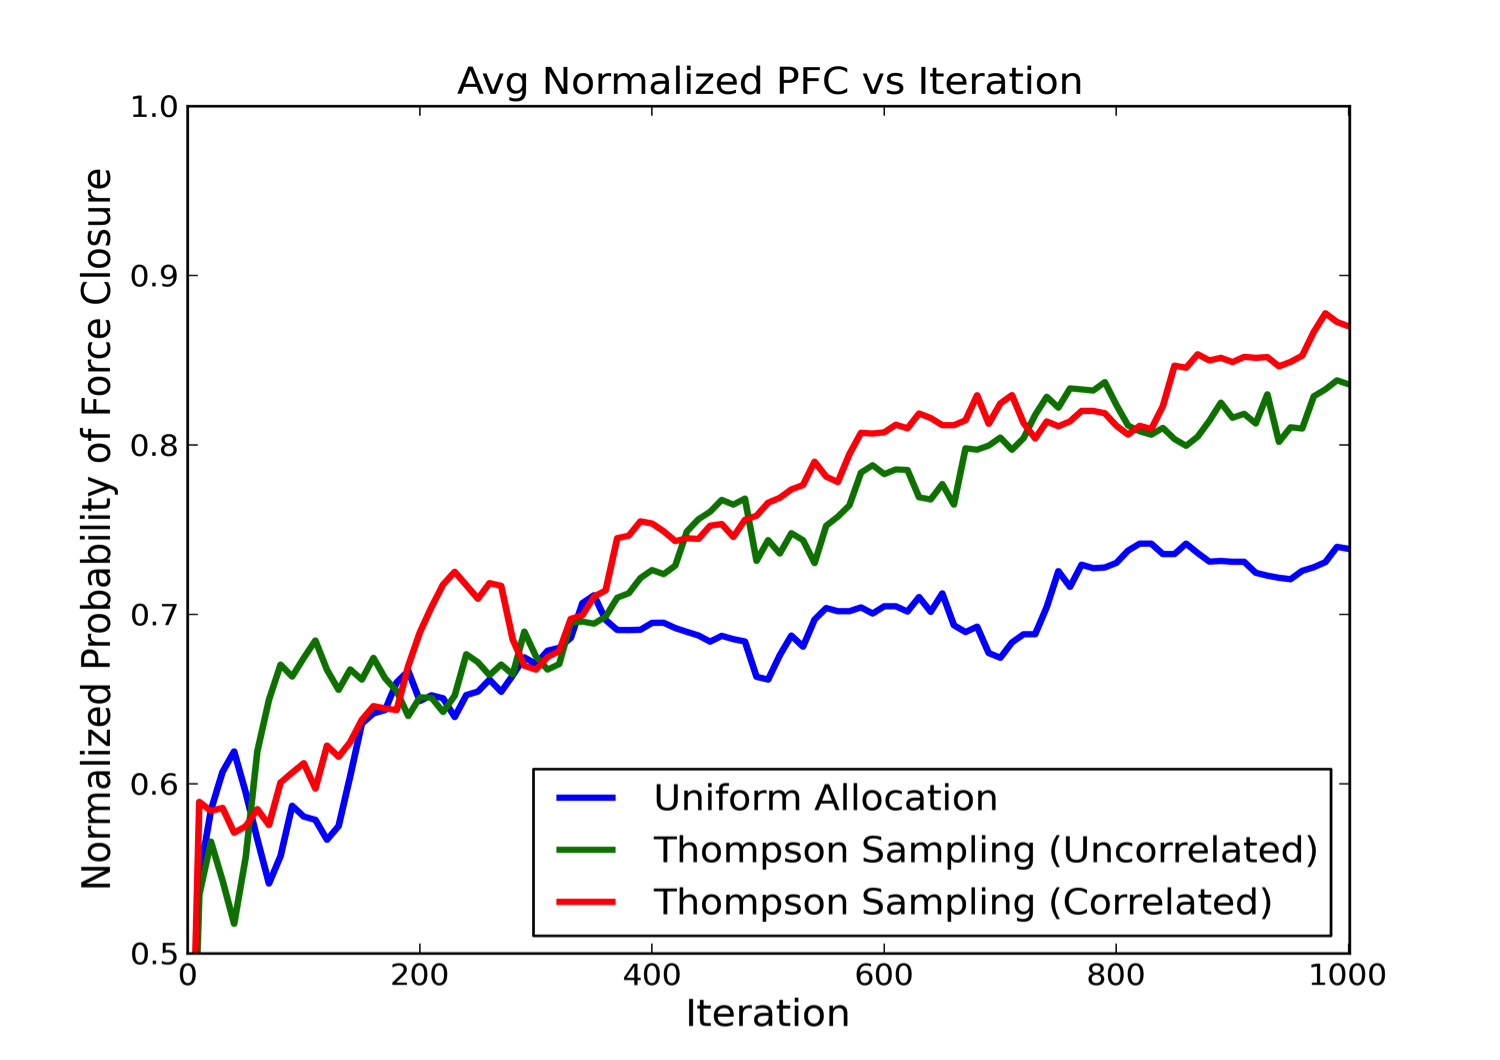 Avg Normalized PFC vs Iteration
Normalized Probability of Force Closure
1.0
0.9
0.8
0.7
0.6
0.5
Uniform Allocation
Thompson Sampling (Uncorrelated)
Thompson Sampling (Correlated)
0 200 400 600 800 1000
Iteration